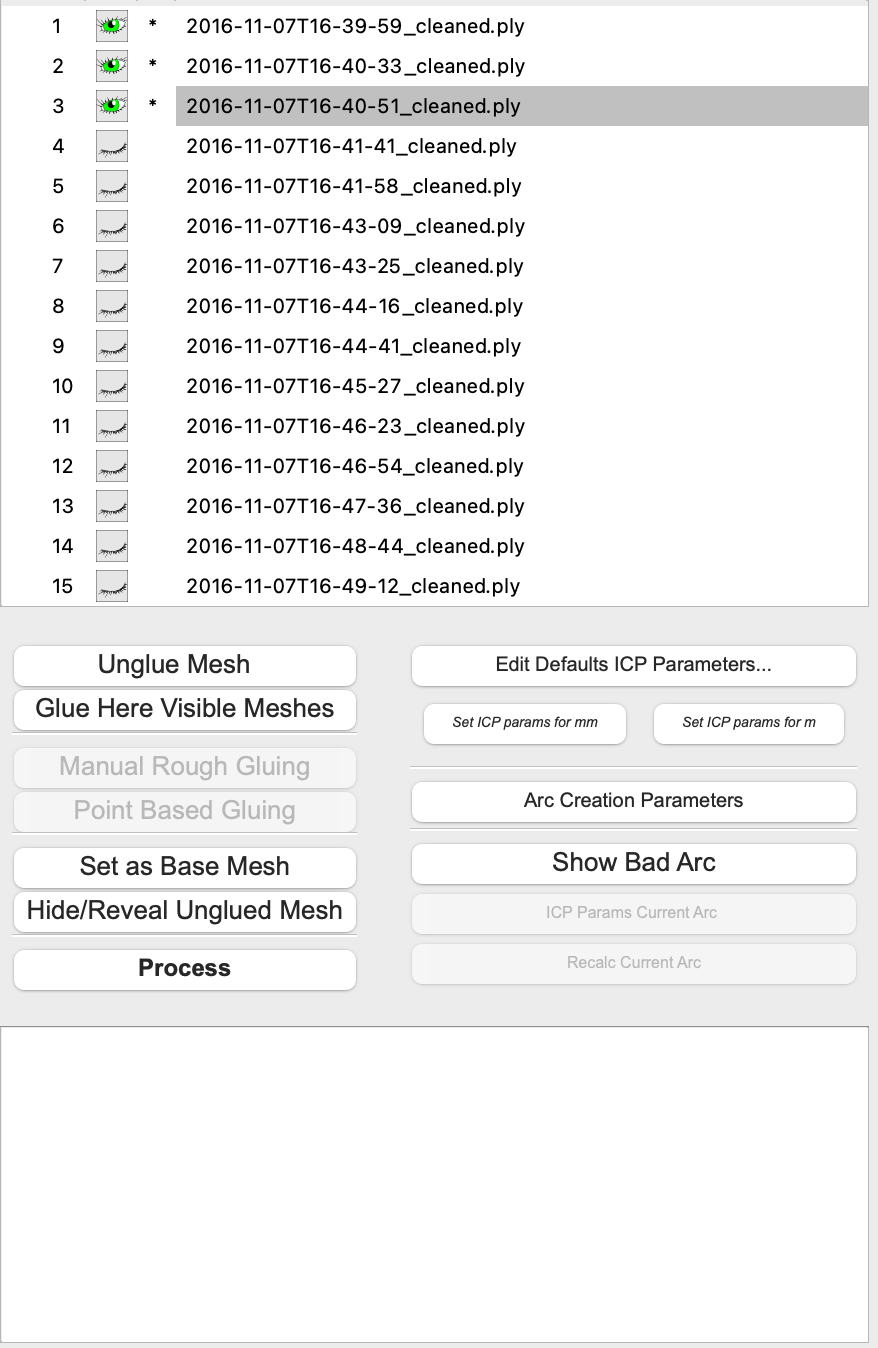 1 * 2016-11-07T16-39-59_cleaned.ply
2 * 2016-11-07T16-40-33_cleaned.ply
3 * 2016-11-07T16-40-51_cleaned.ply
4 2016-11-07T16-41-41_cleaned.ply
5 2016-11-07T16-41-58_cleaned.ply
6 2016-11-07T16-43-09_cleaned.ply
7 2016-11-07T16-43-25_cleaned.ply
8 2016-11-07T16-44-16_cleaned.ply
9 2016-11-07T16-44-41_cleaned.ply
10 2016-11-07T16-45-27_cleaned.ply
11 2016-11-07T16-46-23_cleaned.ply
12 2016-11-07T16-46-54_cleaned.ply
13 2016-11-07T16-47-36_cleaned.ply
14 2016-11-07T16-48-44_cleaned.ply
15 2016-11-07T16-49-12_cleaned.ply
Unglue Mesh
Glue Here Visible Meshes
Manual Rough Gluing
Point Based Gluing
Set as Base Mesh
Hide/Reveal Unglued Mesh
Process
Edit Defaults ICP Parameters...
Set ICP params for mm
Set ICP params for m
Arc Creation Parameters
Show Bad Arc
ICP Params Current Arc
Recalc Current Arc